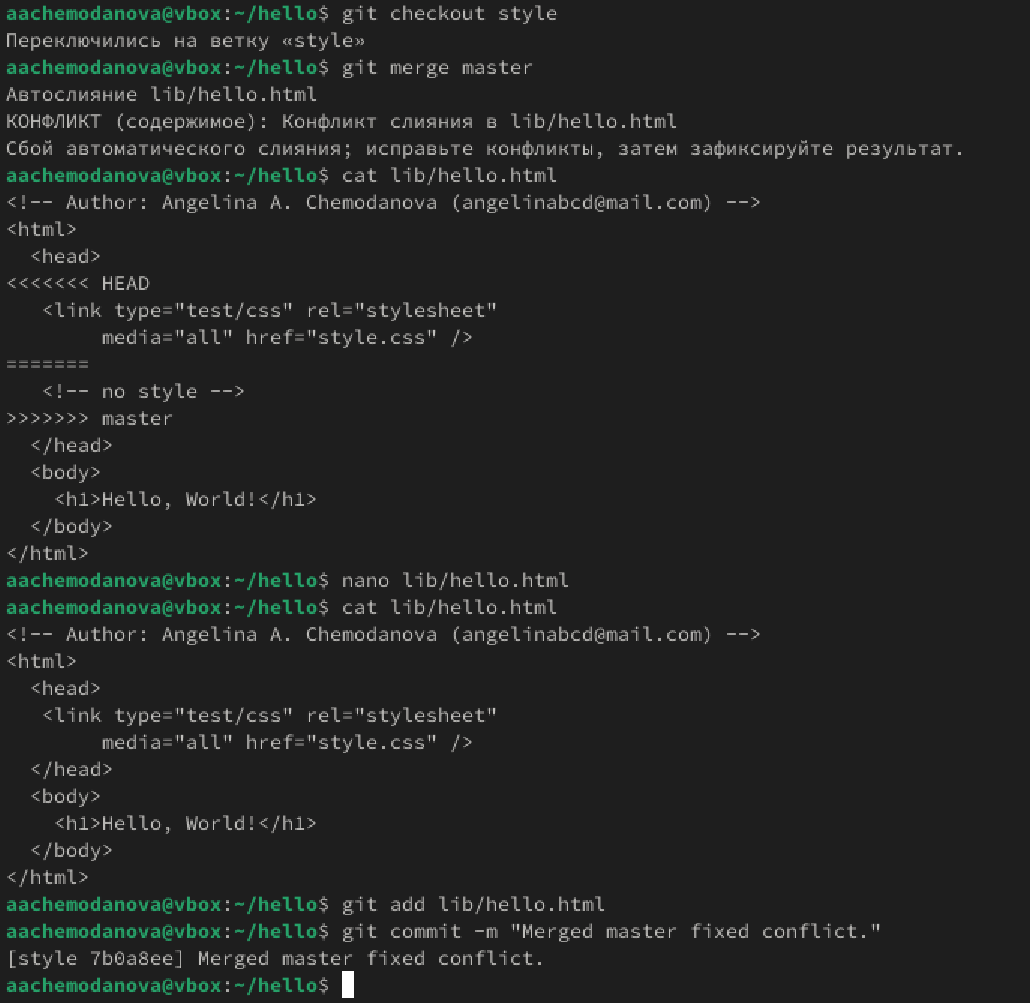 aachemodanova@vbox:~/hello$ git checkout style
Переключились на ветку «style»
aachemodanova@vbox:~/hello$ git merge master
Автослияние lib/hello.html
КОНФЛИКТ (содержимое): Конфликт слияния в lib/hello.html
Сбой автоматического слияния; исправьте конфликты, затем зафиксируйте результат.
aachemodanova@vbox:~/hello$ cat lib/hello.html
<!-- Author: Angelina A. Chemodanova (angelinabcd@mail.com) -->
<html>
  <head>
<<<<<<< HEAD
   <link type="test/css" rel="stylesheet"
        media="all" href="style.css" />
=======
   <!-- no style -->
>>>>>>> master
  </head>
  <body>
    <h1>Hello, World!</h1>
  </body>
</html>
aachemodanova@vbox:~/hello$ nano lib/hello.html
aachemodanova@vbox:~/hello$ cat lib/hello.html
<!-- Author: Angelina A. Chemodanova (angelinabcd@mail.com) -->
<html>
  <head>
   <link type="test/css" rel="stylesheet"
        media="all" href="style.css" />
  </head>
  <body>
    <h1>Hello, World!</h1>
  </body>
</html>
aachemodanova@vbox:~/hello$ git add lib/hello.html
aachemodanova@vbox:~/hello$ git commit -m "Merged master fixed conflict."
[style 7b0a8ee] Merged master fixed conflict.
aachemodanova@vbox:~/hello$